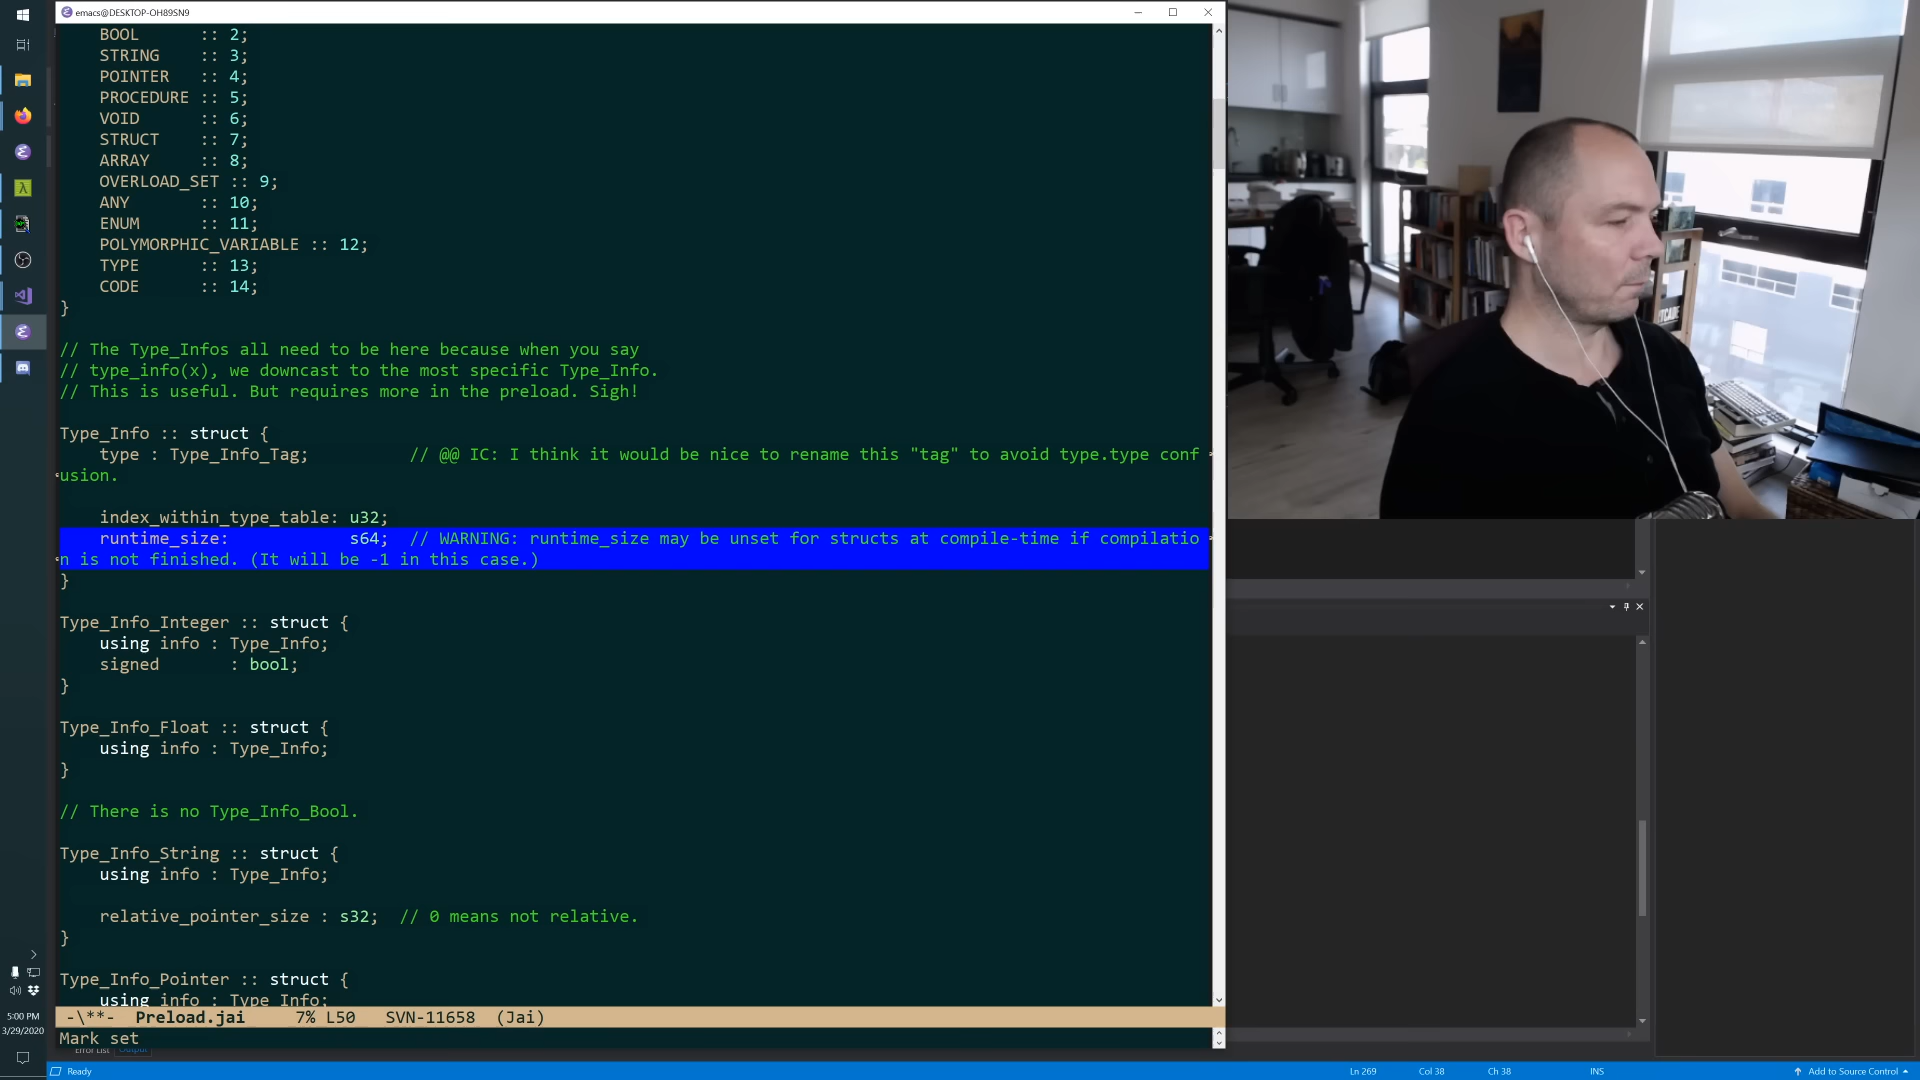 emacs@DESKTOP-OH89SN9
BOOL :: 2;
STRING :: 3;
POINTER :: 4;
PROCEDURE :: 5;
VOID :: 6;
STRUCT :: 7;
ARRAY :: 8;
OVERLOAD_SET :: 9;
ANY :: 10;
ENUM :: 11;
POLYMORPHIC_VARIABLE :: 12;
TYPE :: 13;
CODE :: 14;
}
// The Type_Infos all need to be here because when you say
// type_info(x), we downcast to the most specific Type_Info.
// This is useful. But requires more in the preload. Sigh!
Type_Info :: struct {
type : Type_Info_Tag; // @@ IC: I think it would be nice to rename this "tag" to avoid type.type conf
usion.
index_within_type_table: u32;
runtime_size: s64; // WARNING: runtime_size may be unset for structs at compile-time if compilatio
n is not finished. (It will be -1 in this case.)
}
Type_Info_Integer :: struct {
using info : Type_Info;
signed : bool;
}
Type_Info_Float :: struct {
using info : Type_Info;
}
// There is no Type_Info_Bool.
Type_Info_String :: struct {
using info : Type_Info;
relative_pointer_size : s32; // 0 means not relative.
}
Type_Info_Pointer :: struct {
using info : Type_Info;
-\**- Preload.jai 7% L50 SVN-11658 (Jai)
Mark set
5:00 PM
3/29/2020
Error List Output
Ready
Ln 269 Col 38 Ch 38 INS Add to Source Control